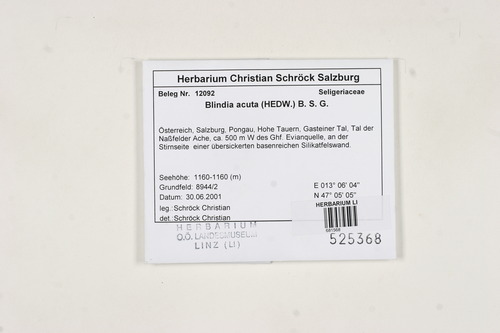 Herbarium Christian Schröck Salzburg
Beleg Nr. 12092 Seligeriaceae
Blindia acuta (HEDW.) B. S. G.
Österreich, Salzburg, Pongau, Hohe Tauern, Gasteiner Tal, Tal der
Naßfelder Ache, ca. 500 m W des Ghf. Evianquelle, an der
Stirnseite einer übersickerten basenreichen Silikatfelswand.
Seehöhe: 1160-1160 (m)
Grundfeld: 8944/2 E 013° 06' 04"
Datum: 30.06.2001 N 47° 05' 05"
leg.:Schröck Christian HERBARIUM LI
det.:Schröck Christian
HERBARIUM
O.Ö. LANDESMUSEUM
LINZ (LI)
525368